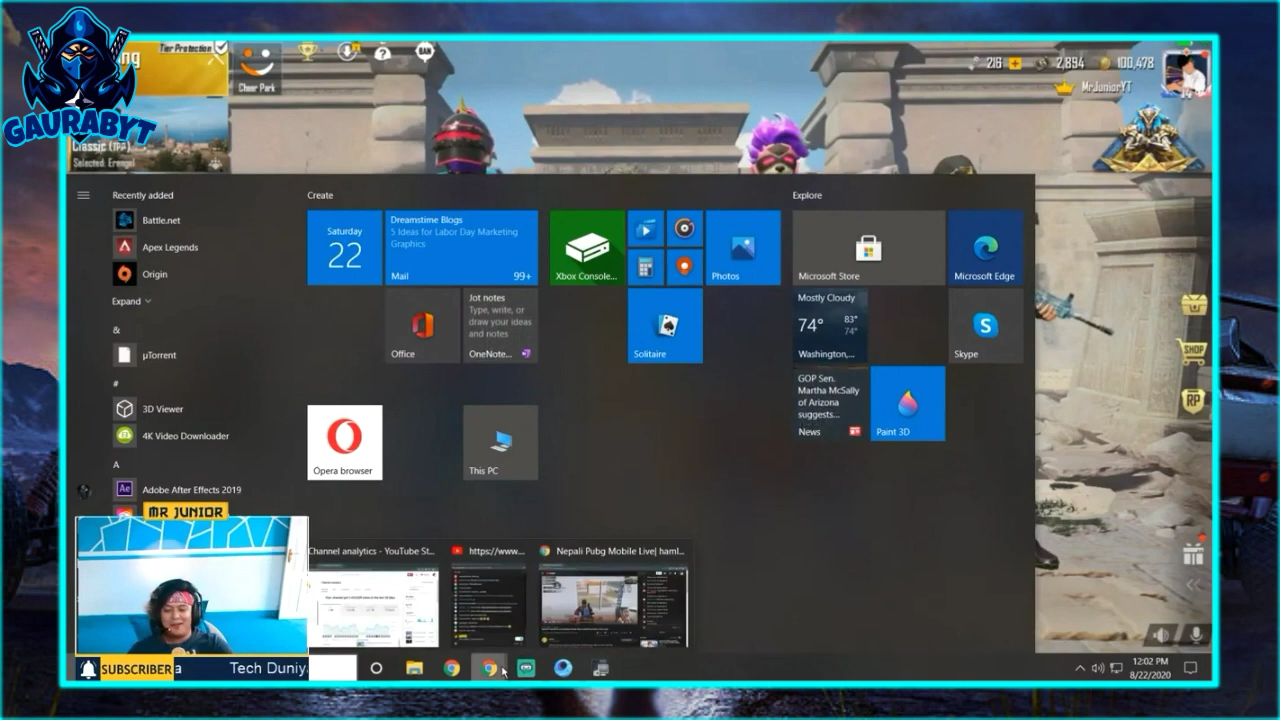 GAURABYT
Tier Protection
ng
Cheer Park
BAN
216
2,894
100,478
MrJuniorYT
Classic (TPP)
Selected: Erangel
SHOP
RP
Recently added
Battle.net
Apex Legends
Origin
Expand
&
µTorrent
#
3D Viewer
4K Video Downloader
A
Adobe After Effects 2019
Create
Saturday
22
Dreamstime Blogs
5 Ideas for Labor Day Marketing
Graphics
Mail 99+
Office
Jot notes
Type, write, or
draw your ideas
and notes
OneNote...
Opera browser
This PC
Xbox Console...
Photos
Solitaire
Explore
Microsoft Store
Microsoft Edge
Mostly Cloudy
74° 83°
74°
Washington,...
Skype
GOP Sen.
Martha McSally
of Arizona
suggests...
News
Paint 3D
MR JUNIOR
Channel analytics - YouTube St...
https://www...
Nepali Pubg Mobile Live| haml...
SUBSCRIBER
a
Tech Duniy
12:02 PM
8/22/2020